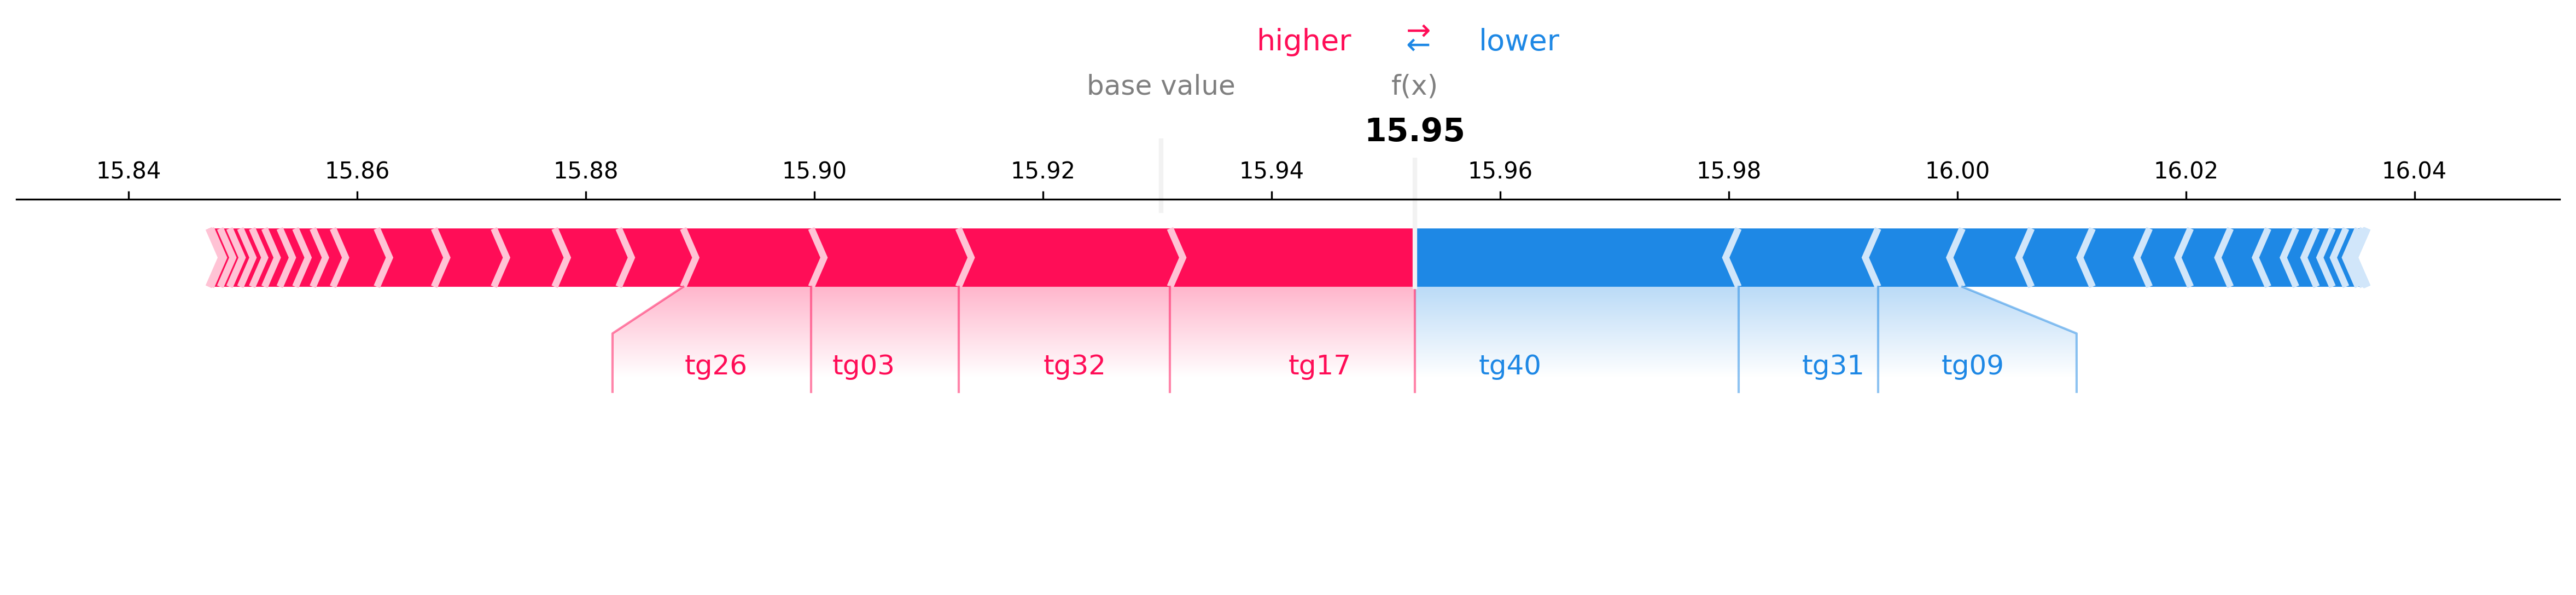 higher ⇄ lower
base value f(x)
15.95
15.84 15.86 15.88 15.90 15.92 15.94 15.96 15.98 16.00 16.02 16.04
tg26 tg03 tg32 tg17 tg40 tg31 tg09